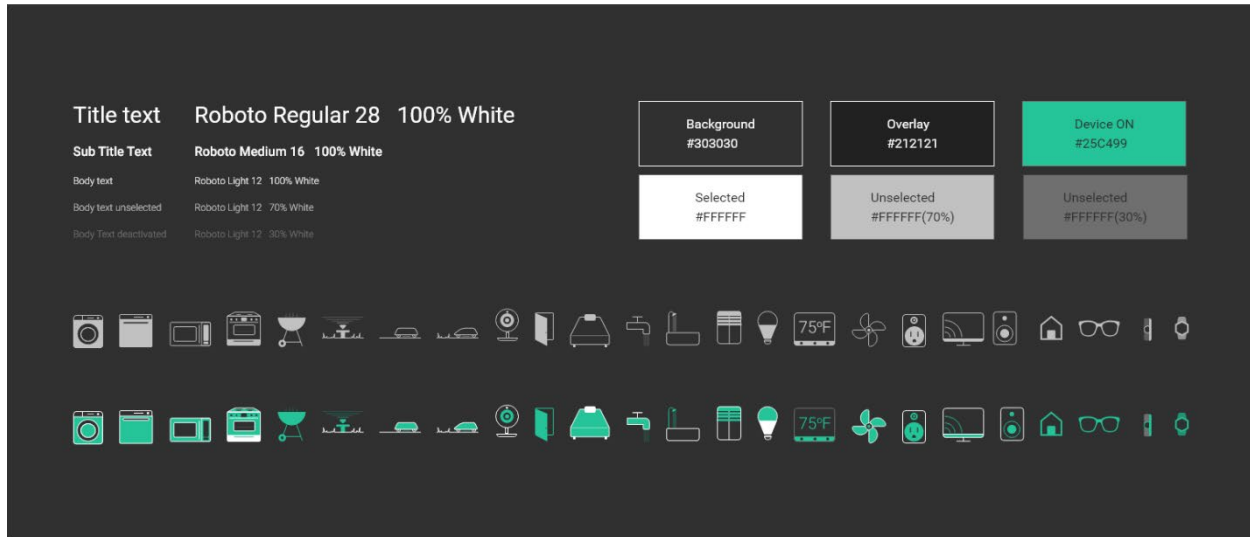 Title text Roboto Regular 28 100% White
Sub Title Text Roboto Medium 16 100% White
Body text Roboto Light 12 100% White
Body text unselected Roboto Light 12 70% White
Body Text deactivated Roboto Light 12 30% White
Background
#303030
Overlay
#212121
Device ON
#25C499
Selected
#FFFFFF
Unselected
#FFFFFF(70%)
Unselected
#FFFFFF(30%)
75ºF
75ºF